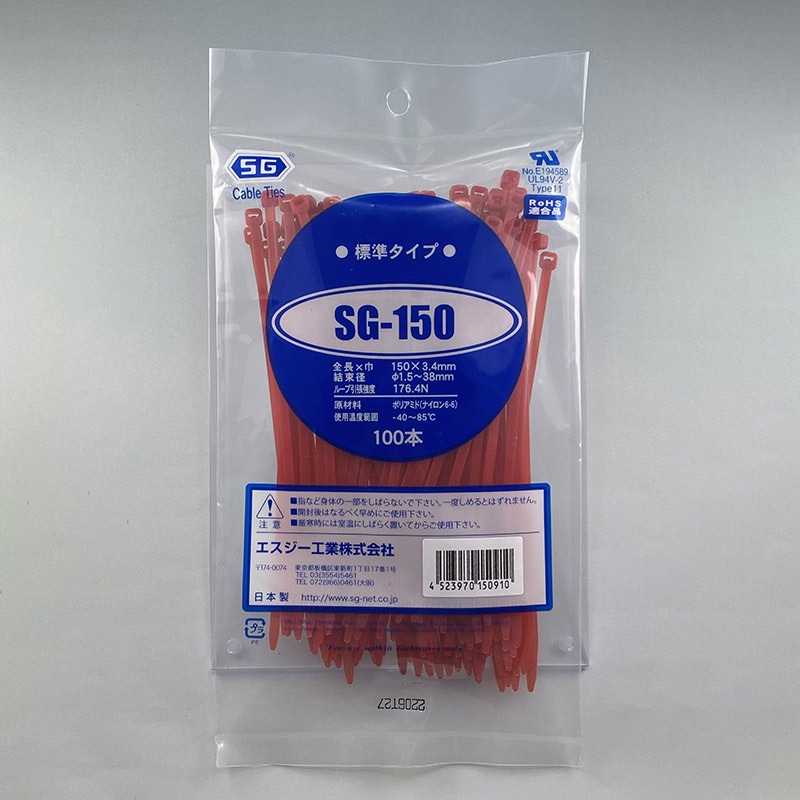 SG
Cable Ties
No.E194589
UL94V-2
Type11
RoHS
適合品
● 標準タイプ ●
SG-150
全長×巾 150×3.4mm
結束径 φ1.5～38mm
ループ引張強度 176.4N
原材料 ポリアミド(ナイロン6-6)
使用温度範囲 -40～85℃
100本
注意
■指など身体の一部をしばらないで下さい。一度しめるとはずれません。
■開封後はなるべく早めにご使用下さい。
■厳寒時には室温にしばらく置いてからご使用下さい。
エスジー工業株式会社
〒174-0074 東京都板橋区東新町1丁目17番1号
TEL 03(3554)5461
TEL 072(966)0461(大阪)
日本製 http://www.sg-net.co.jp
4 523970 150910
プラ
PE
For use within enclosures only
2206T27